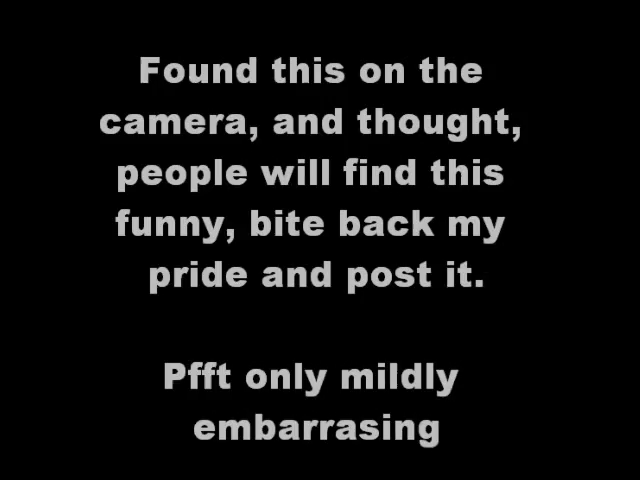 Found this on the
camera, and thought,
people will find this
funny, bite back my
pride and post it.
Pfft only mildly
embarrasing